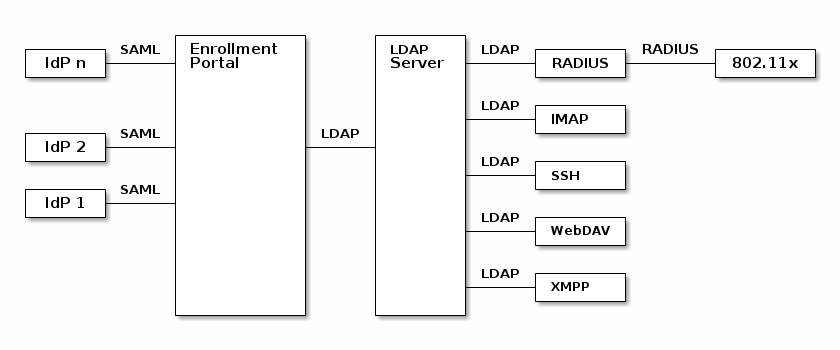 SAML
Enrollment
Portal
LDAP
Server
LDAP
RADIUS
IdP n
RADIUS
802.11x
LDAP
IMAP
SAML
IdP 2
LDAP
LDAP
SSH
SAML
IdP 1
LDAP
WebDAV
LDAP
XMPP